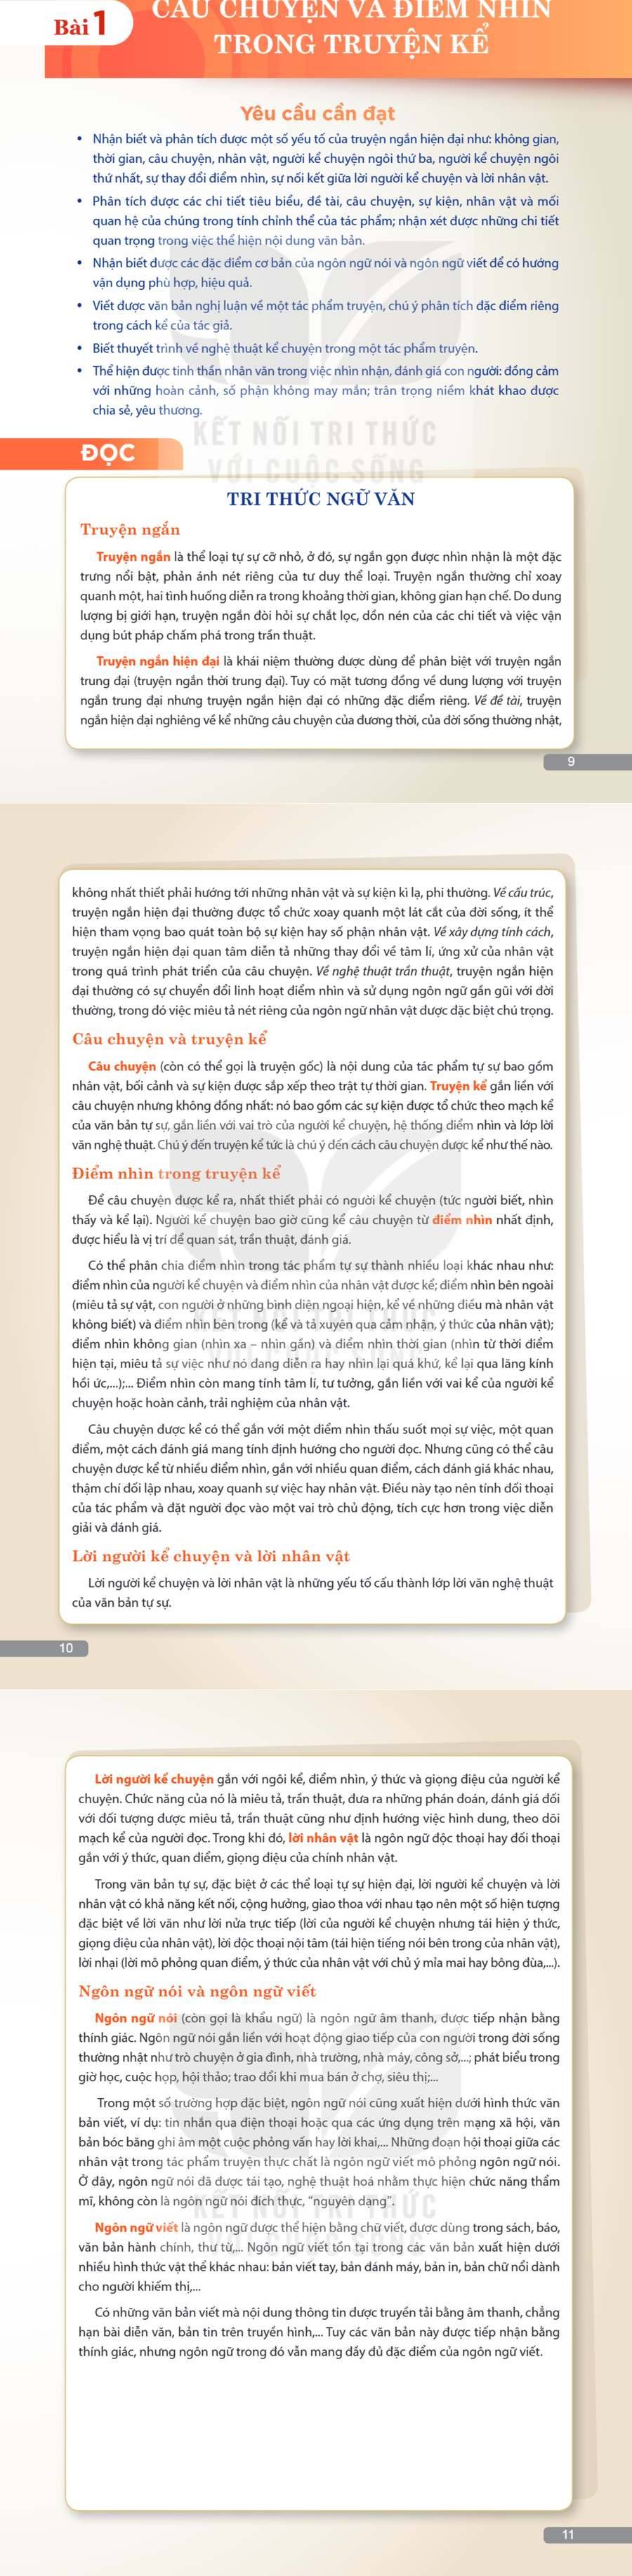 Bài 1
CÂU CHUYỆN VÀ ĐIỂM NHÌN
TRONG TRUYỆN KỂ
Yêu cầu cần đạt
• Nhận biết và phân tích được một số yếu tố của truyện ngắn hiện đại như: không gian,
thời gian, câu chuyện, nhân vật, người kể chuyện ngôi thứ ba, người kể chuyện ngôi
thứ nhất, sự thay đổi điểm nhìn, sự nối kết giữa lời người kể chuyện và lời nhân vật.
• Phân tích được các chi tiết tiêu biểu, đề tài, câu chuyện, sự kiện, nhân vật và mối
quan hệ của chúng trong tính chỉnh thể của tác phẩm; nhận xét được những chi tiết
quan trọng trong việc thể hiện nội dung văn bản.
• Nhận biết được các đặc điểm cơ bản của ngôn ngữ nói và ngôn ngữ viết để có hướng
vận dụng phù hợp, hiệu quả.
• Viết được văn bản nghị luận về một tác phẩm truyện, chú ý phân tích đặc điểm riêng
trong cách kể của tác giả.
• Biết thuyết trình về nghệ thuật kể chuyện trong một tác phẩm truyện.
• Thể hiện được tinh thần nhân văn trong việc nhìn nhận, đánh giá con người: đồng cảm
với những hoàn cảnh, số phận không may mắn; trân trọng niềm khát khao được
chia sẻ, yêu thương.
KẾT NỐI TRI THỨC
VỚI CUỘC SỐNG
ĐỌC
TRI THỨC NGỮ VĂN
Truyện ngắn
Truyện ngắn là thể loại tự sự cỡ nhỏ, ở đó, sự ngắn gọn được nhìn nhận là một đặc
trưng nổi bật, phản ánh nét riêng của tư duy thể loại. Truyện ngắn thường chỉ xoay
quanh một, hai tình huống diễn ra trong khoảng thời gian, không gian hạn chế. Do dung
lượng bị giới hạn, truyện ngắn đòi hỏi sự chắt lọc, dồn nén của các chi tiết và việc vận
dụng bút pháp chấm phá trong trần thuật.
Truyện ngắn hiện đại là khái niệm thường được dùng để phân biệt với truyện ngắn
trung đại (truyện ngắn thời trung đại). Tuy có mặt tương đồng về dung lượng với truyện
ngắn trung đại nhưng truyện ngắn hiện đại có những đặc điểm riêng. Về đề tài, truyện
ngắn hiện đại nghiêng về kể những câu chuyện của đương thời, của đời sống thường nhật,
9
không nhất thiết phải hướng tới những nhân vật và sự kiện kì lạ, phi thường. Về cấu trúc,
truyện ngắn hiện đại thường được tổ chức xoay quanh một lát cắt của đời sống, ít thể
hiện tham vọng bao quát toàn bộ sự kiện hay số phận nhân vật. Về xây dựng tính cách,
truyện ngắn hiện đại quan tâm diễn tả những thay đổi về tâm lí, ứng xử của nhân vật
trong quá trình phát triển của câu chuyện. Về nghệ thuật trần thuật, truyện ngắn hiện
đại thường có sự chuyển đổi linh hoạt điểm nhìn và sử dụng ngôn ngữ gần gũi với đời
thường, trong đó việc miêu tả nét riêng của ngôn ngữ nhân vật được đặc biệt chú trọng.
Câu chuyện và truyện kể
Câu chuyện (còn có thể gọi là truyện gốc) là nội dung của tác phẩm tự sự bao gồm
nhân vật, bối cảnh và sự kiện được sắp xếp theo trật tự thời gian. Truyện kể gắn liền với
câu chuyện nhưng không đồng nhất: nó bao gồm các sự kiện được tổ chức theo mạch kể
của văn bản tự sự, gắn liền với vai trò của người kể chuyện, hệ thống điểm nhìn và lớp lời
văn nghệ thuật. Chú ý đến truyện kể tức là chú ý đến cách câu chuyện được kể như thế nào.
Điểm nhìn trong truyện kể
Để câu chuyện được kể ra, nhất thiết phải có người kể chuyện (tức người biết, nhìn
thấy và kể lại). Người kể chuyện bao giờ cũng kể câu chuyện từ điểm nhìn nhất định,
được hiểu là vị trí để quan sát, trần thuật, đánh giá.
Có thể phân chia điểm nhìn trong tác phẩm tự sự thành nhiều loại khác nhau như:
điểm nhìn của người kể chuyện và điểm nhìn của nhân vật được kể; điểm nhìn bên ngoài
(miêu tả sự vật, con người ở những bình diện ngoại hiện, kể về những điều mà nhân vật
không biết) và điểm nhìn bên trong (kể và tả xuyên qua cảm nhận, ý thức của nhân vật);
điểm nhìn không gian (nhìn xa – nhìn gần) và điểm nhìn thời gian (nhìn từ thời điểm
hiện tại, miêu tả sự việc như nó đang diễn ra hay nhìn lại quá khứ, kể lại qua lăng kính
hồi ức,...);... Điểm nhìn còn mang tính tâm lí, tư tưởng, gắn liền với vai kể của người kể
chuyện hoặc hoàn cảnh, trải nghiệm của nhân vật.
KẾT NỐI TRI THỨC
VỚI CUỘC SỐNG
Câu chuyện được kể có thể gắn với một điểm nhìn thấu suốt mọi sự việc, một quan
điểm, một cách đánh giá mang tính định hướng cho người đọc. Nhưng cũng có thể câu
chuyện được kể từ nhiều điểm nhìn, gắn với nhiều quan điểm, cách đánh giá khác nhau,
thậm chí đối lập nhau, xoay quanh sự việc hay nhân vật. Điều này tạo nên tính đối thoại
của tác phẩm và đặt người đọc vào một vai trò chủ động, tích cực hơn trong việc diễn
giải và đánh giá.
Lời người kể chuyện và lời nhân vật
Lời người kể chuyện và lời nhân vật là những yếu tố cấu thành lớp lời văn nghệ thuật
của văn bản tự sự.
10
Lời người kể chuyện gắn với ngôi kể, điểm nhìn, ý thức và giọng điệu của người kể
chuyện. Chức năng của nó là miêu tả, trần thuật, đưa ra những phán đoán, đánh giá đối
với đối tượng được miêu tả, trần thuật cũng như định hướng việc hình dung, theo dõi
mạch kể của người đọc. Trong khi đó, lời nhân vật là ngôn ngữ độc thoại hay đối thoại
gắn với ý thức, quan điểm, giọng điệu của chính nhân vật.
Trong văn bản tự sự, đặc biệt ở các thể loại tự sự hiện đại, lời người kể chuyện và lời
nhân vật có khả năng kết nối, cộng hưởng, giao thoa với nhau tạo nên một số hiện tượng
đặc biệt về lời văn như lời nửa trực tiếp (lời của người kể chuyện nhưng tái hiện ý thức,
giọng điệu của nhân vật), lời độc thoại nội tâm (tái hiện tiếng nói bên trong của nhân vật),
lời nhại (lời mô phỏng quan điểm, ý thức của nhân vật với chủ ý mỉa mai hay bông đùa,...).
Ngôn ngữ nói và ngôn ngữ viết
Ngôn ngữ nói (còn gọi là khẩu ngữ) là ngôn ngữ âm thanh, được tiếp nhận bằng
thính giác. Ngôn ngữ nói gắn liền với hoạt động giao tiếp của con người trong đời sống
thường nhật như trò chuyện ở gia đình, nhà trường, nhà máy, công sở,...; phát biểu trong
giờ học, cuộc họp, hội thảo; trao đổi khi mua bán ở chợ, siêu thị;...
Trong một số trường hợp đặc biệt, ngôn ngữ nói cũng xuất hiện dưới hình thức văn
bản viết, ví dụ: tin nhắn qua điện thoại hoặc qua các ứng dụng trên mạng xã hội, văn
bản bóc băng ghi âm một cuộc phỏng vấn hay lời khai,... Những đoạn hội thoại giữa các
nhân vật trong tác phẩm truyện thực chất là ngôn ngữ viết mô phỏng ngôn ngữ nói.
Ở đây, ngôn ngữ nói đã được tái tạo, nghệ thuật hoá nhằm thực hiện chức năng thẩm
mĩ, không còn là ngôn ngữ nói đích thực, "nguyên dạng".
KẾT NỐI TRI THỨC
VỚI CUỘC SỐNG
Ngôn ngữ viết là ngôn ngữ được thể hiện bằng chữ viết, được dùng trong sách, báo,
văn bản hành chính, thư từ,... Ngôn ngữ viết tồn tại trong các văn bản xuất hiện dưới
nhiều hình thức vật thể khác nhau: bản viết tay, bản đánh máy, bản in, bản chữ nổi dành
cho người khiếm thị,...
Có những văn bản viết mà nội dung thông tin được truyền tải bằng âm thanh, chẳng
hạn bài diễn văn, bản tin trên truyền hình,... Tuy các văn bản này được tiếp nhận bằng
thính giác, nhưng ngôn ngữ trong đó vẫn mang đầy đủ đặc điểm của ngôn ngữ viết.
11